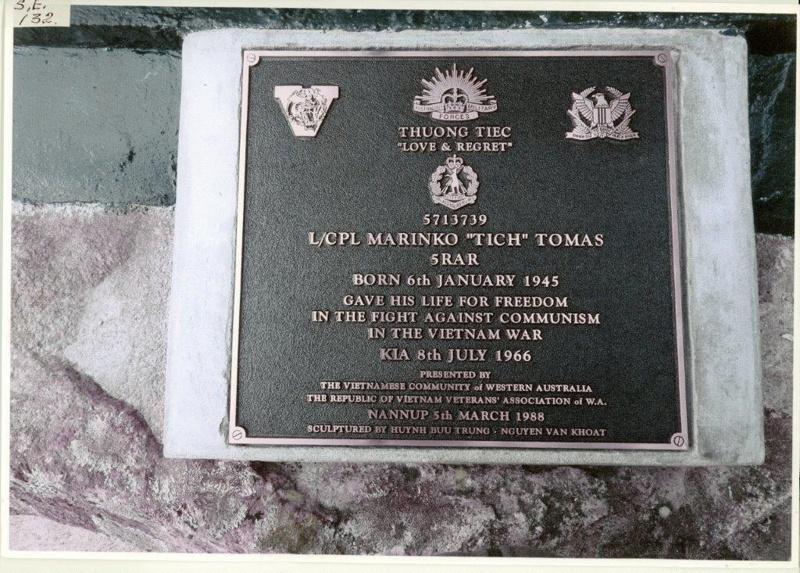 S.E.
132.
FORCES
THUONG TIEC
"LOVE & REGRET"
5713739
L/CPL MARINKO "TICH" TOMAS
5RAR
BORN 6th JANUARY 1945
GAVE HIS LIFE FOR FREEDOM
IN THE FIGHT AGAINST COMMUNISM
IN THE VIETNAM WAR
KIA 8th JULY 1966
PRESENTED BY
THE VIETNAMESE COMMUNITY of WESTERN AUSTRALIA
THE REPUBLIC OF VIETNAM VETERANS' ASSOCIATION of W.A.
NANNUP 5th MARCH 1988
SCULPTURED BY HUYNH BUU TRUNG - NGUYEN VAN KHOAT